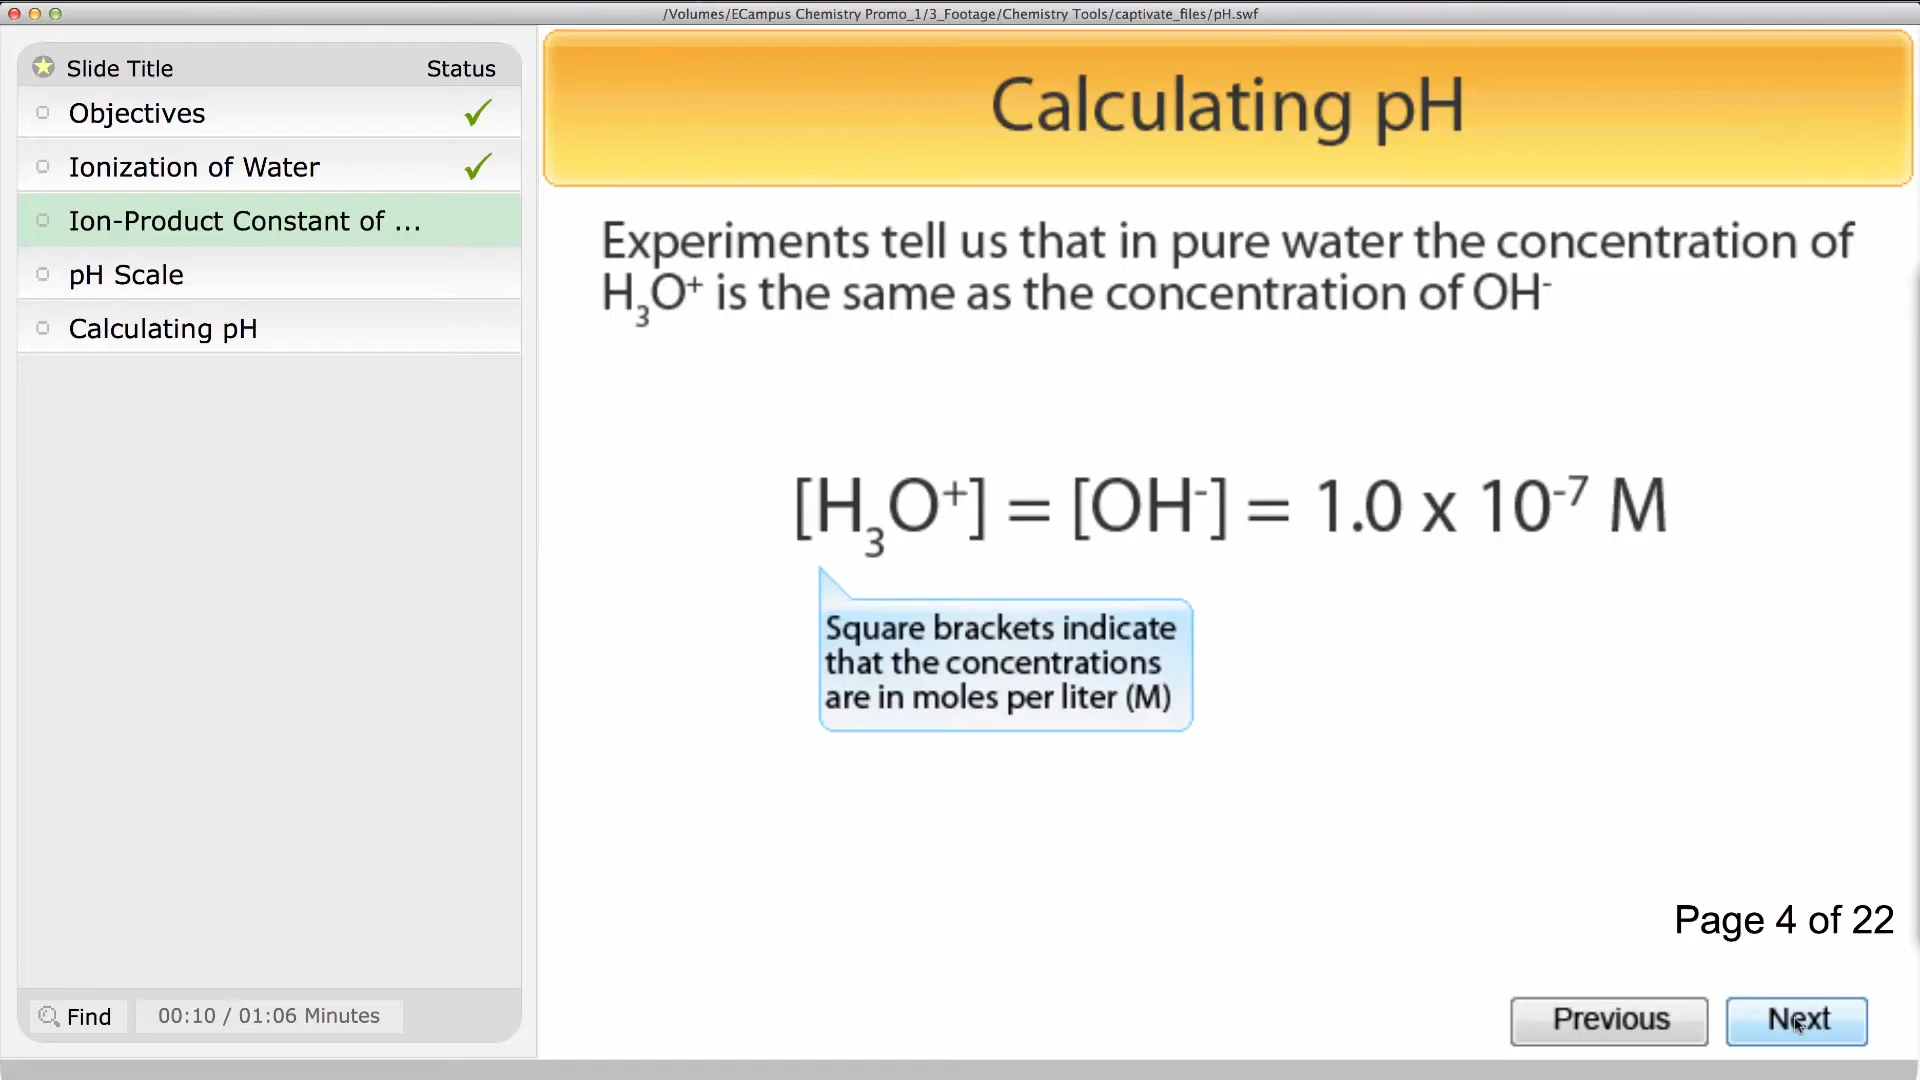 /Volumes/ECampus Chemistry Promo_1/3_Footage/Chemistry Tools/captivate_files/pH.swf
Slide Title Status
Objectives
Ionization of Water
Ion-Product Constant of ...
pH Scale
Calculating pH
Find 00:10 / 01:06 Minutes
Calculating pH
Experiments tell us that in pure water the concentration of
H₃O⁺ is the same as the concentration of OH⁻
[H₃O⁺] = [OH⁻] = 1.0 x 10⁻⁷ M
Square brackets indicate
that the concentrations
are in moles per liter (M)
Page 4 of 22
Previous Next